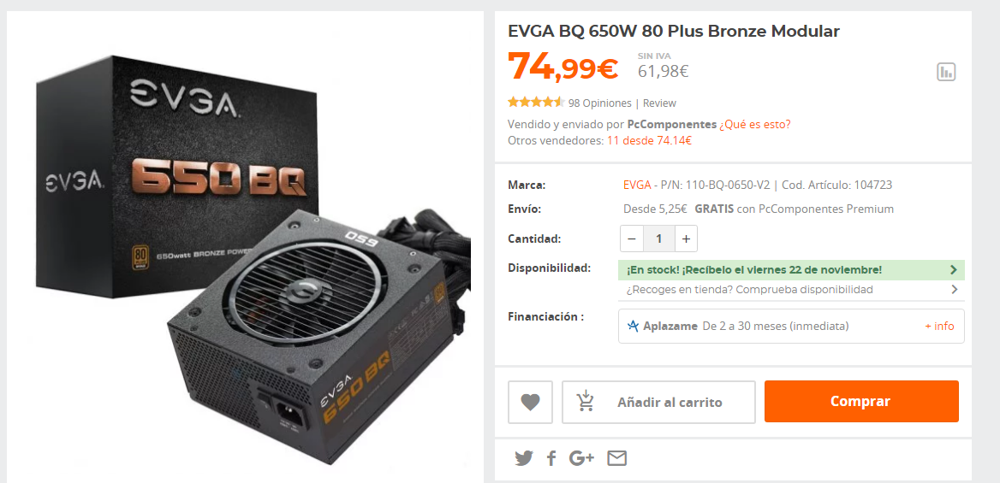 EVGA.
650 BQ
EVGA.
80
650watt BRONZE POWER
650
EVGA
650 BQ
EVGA BQ 650W 80 Plus Bronze Modular
74,99€
SIN IVA
61,98€
98 Opiniones | Review
Vendido y enviado por PcComponentes ¿Qué es esto?
Otros vendedores: 11 desde 74.14€
Marca: EVGA - P/N: 110-BQ-0650-V2 | Cod. Artículo: 104723
Envío: Desde 5,25€ GRATIS con PcComponentes Premium
Cantidad: − 1 +
Disponibilidad: ¡En stock! ¡Recíbelo el viernes 22 de noviembre!
¿Recoges en tienda? Comprueba disponibilidad
Financiación : Aplazame De 2 a 30 meses (inmediata) + info
Añadir al carrito
Comprar